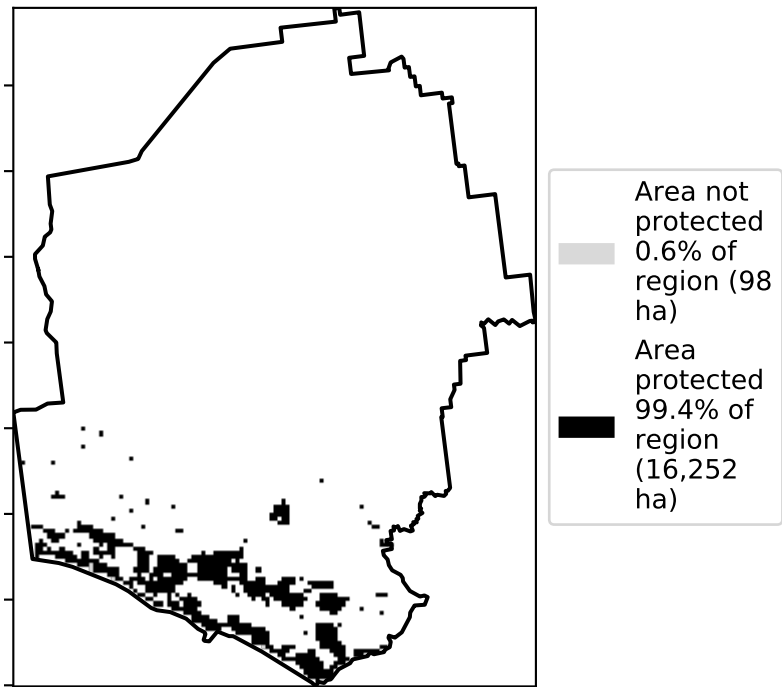 Area not
protected
0.6% of
region (98
ha)
Area
protected
99.4% of
region
(16,252
ha)